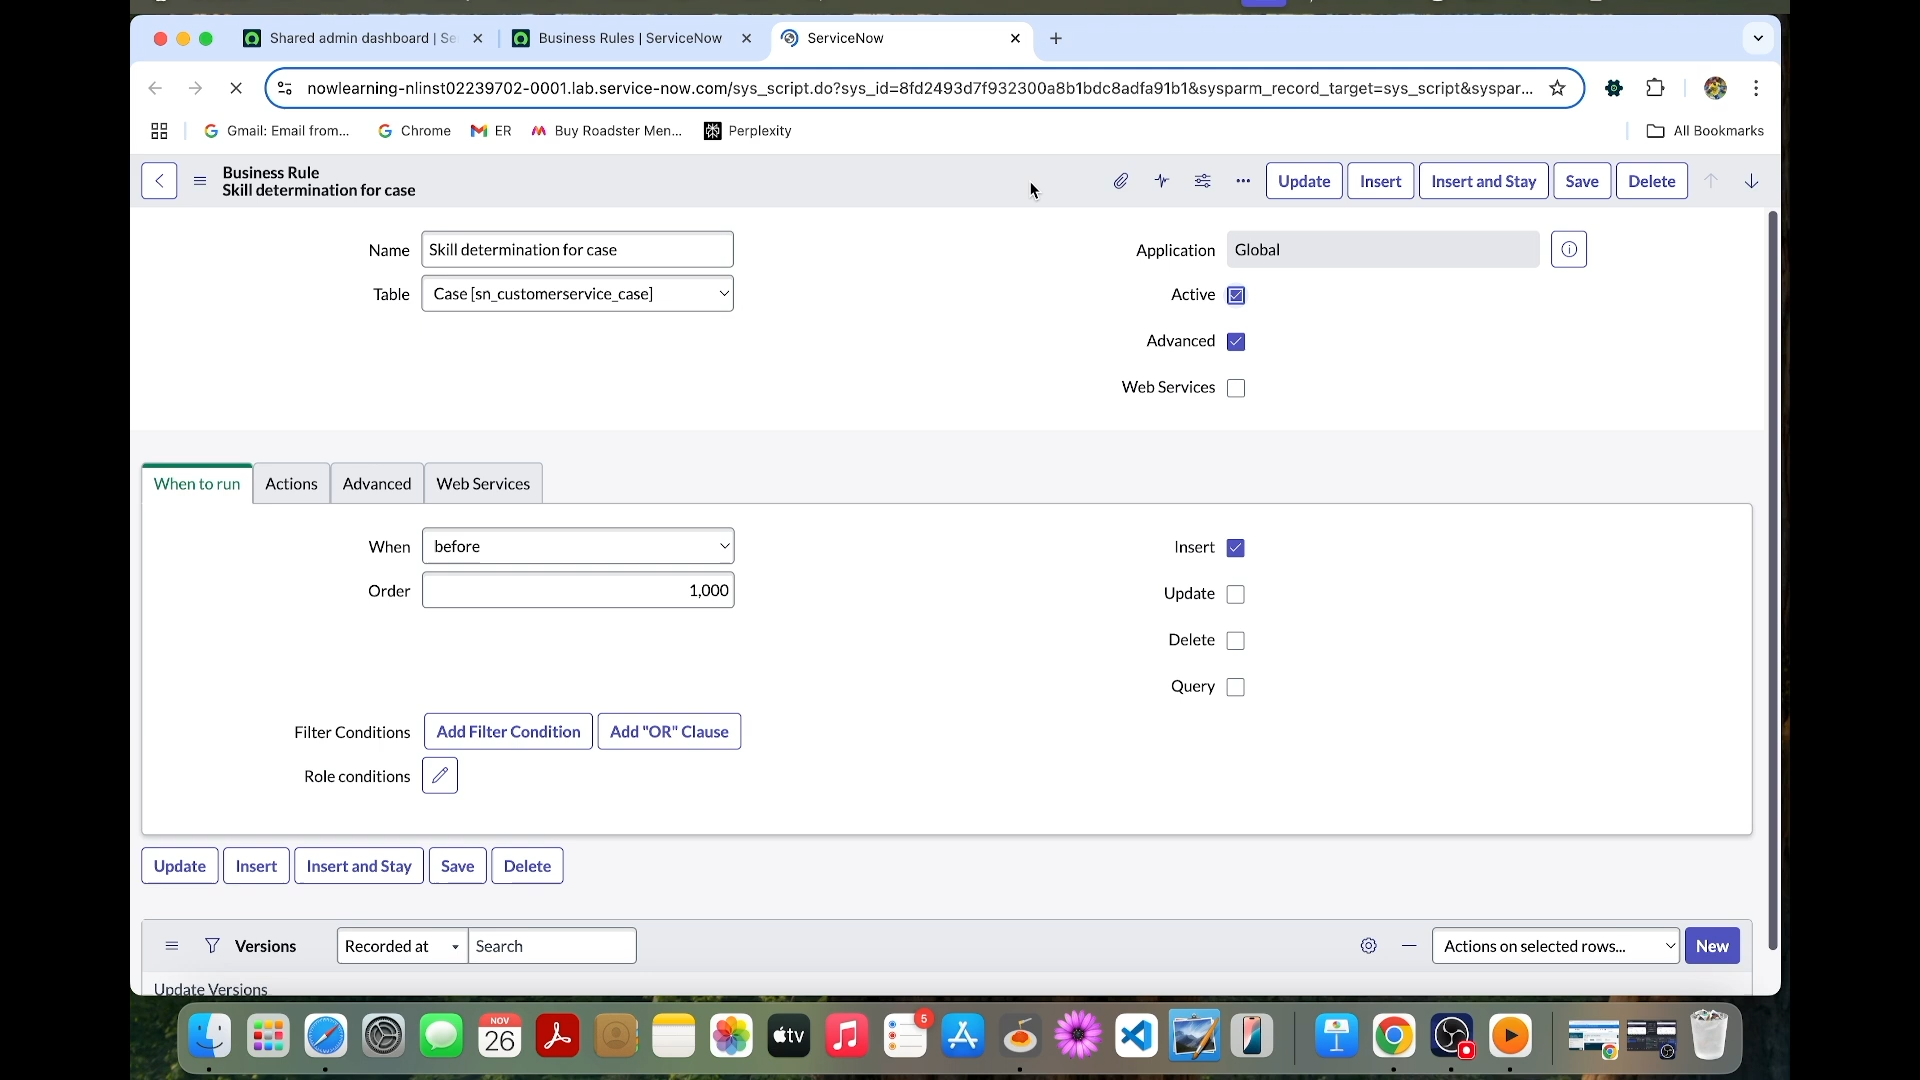 Shared admin dashboard | Se
Business Rules | ServiceNow
ServiceNow
nowlearning-nlinst02239702-0001.lab.service-now.com/sys_script.do?sys_id=8fd2493d7f932300a8b1bdc8adfa91b1&sysparm_record_target=sys_script&syspar...
Gmail: Email from...
Chrome
ER
Buy Roadster Men...
Perplexity
All Bookmarks
Business Rule
Skill determination for case
Update
Insert
Insert and Stay
Save
Delete
Name
Skill determination for case
Application
Global
Table
Case [sn_customerservice_case]
Active
Advanced
Web Services
When to run
Actions
Advanced
Web Services
When
before
Insert
Order
1,000
Update
Delete
Query
Filter Conditions
Add Filter Condition
Add "OR" Clause
Role conditions
Update
Insert
Insert and Stay
Save
Delete
Versions
Recorded at
Search
Actions on selected rows...
New
Update Versions
NOV
26
tv
5